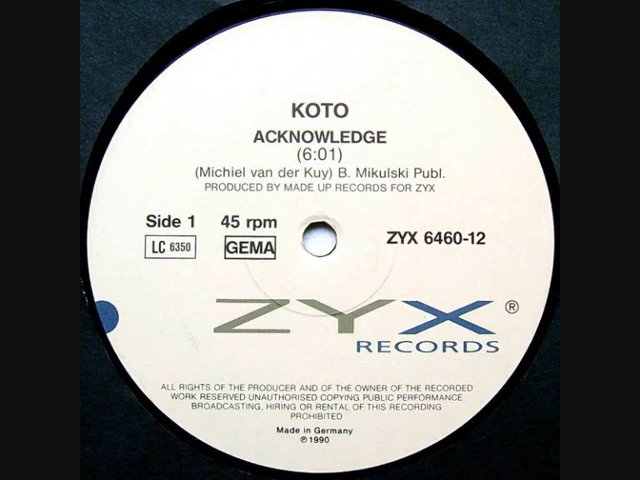 KOTO
ACKNOWLEDGE
(6:01)
(Michiel van der Kuy) B. Mikulski Publ.
PRODUCED BY MADE UP RECORDS FOR ZYX
Side 1 45 rpm
LC 6350 GEMA ZYX 6460-12
ZYX ®
RECORDS
ALL RIGHTS OF THE PRODUCER AND OF THE OWNER OF THE RECORDED
WORK RESERVED UNAUTHORISED COPYING PUBLIC PERFORMANCE
BROADCASTING, HIRING OR RENTAL OF THIS RECORDING
PROHIBITED
Made in Germany
℗ 1990